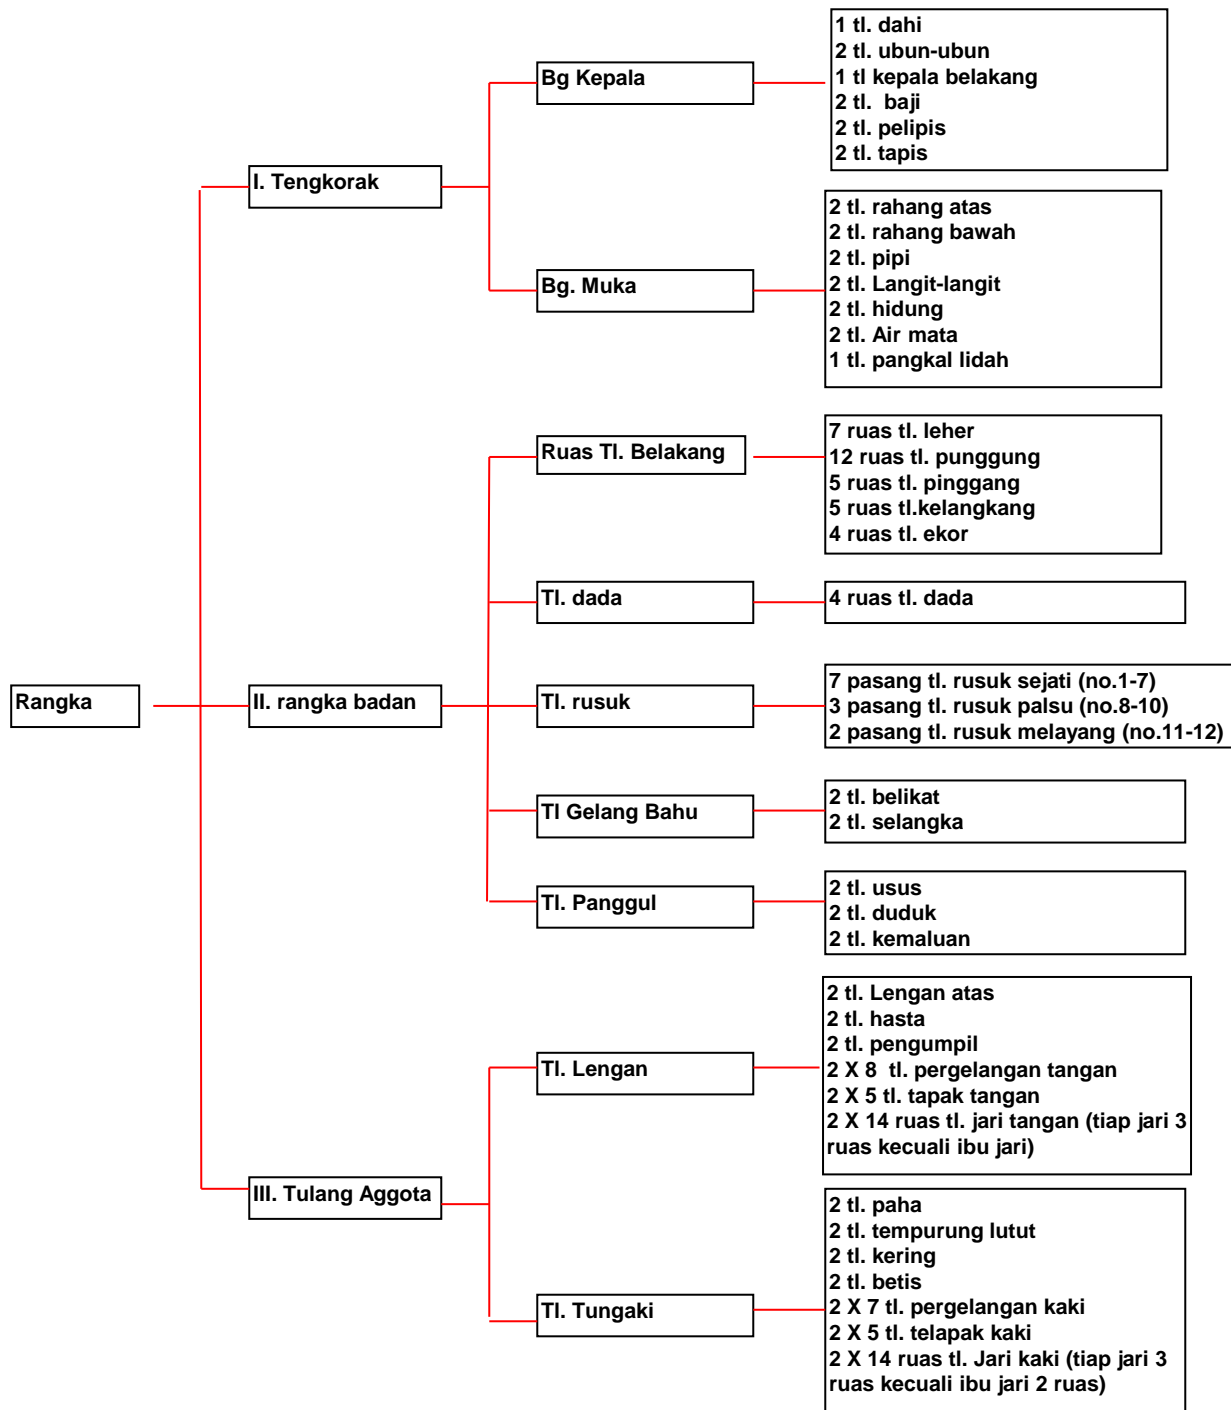 Rangka
I. Tengkorak
Bg Kepala
1 tl. dahi
2 tl. ubun-ubun
1 tl kepala belakang
2 tl. baji
2 tl. pelipis
2 tl. tapis
Bg. Muka
2 tl. rahang atas
2 tl. rahang bawah
2 tl. pipi
2 tl. Langit-langit
2 tl. hidung
2 tl. Air mata
1 tl. pangkal lidah
II. rangka badan
Ruas Tl. Belakang
7 ruas tl. leher
12 ruas tl. punggung
5 ruas tl. pinggang
5 ruas tl.kelangkang
4 ruas tl. ekor
Tl. dada
4 ruas tl. dada
Tl. rusuk
7 pasang tl. rusuk sejati (no.1-7)
3 pasang tl. rusuk palsu (no.8-10)
2 pasang tl. rusuk melayang (no.11-12)
Tl Gelang Bahu
2 tl. belikat
2 tl. selangka
Tl. Panggul
2 tl. usus
2 tl. duduk
2 tl. kemaluan
III. Tulang Aggota
Tl. Lengan
2 tl. Lengan atas
2 tl. hasta
2 tl. pengumpil
2 X 8 tl. pergelangan tangan
2 X 5 tl. tapak tangan
2 X 14 ruas tl. jari tangan (tiap jari 3
ruas kecuali ibu jari)
Tl. Tungaki
2 tl. paha
2 tl. tempurung lutut
2 tl. kering
2 tl. betis
2 X 7 tl. pergelangan kaki
2 X 5 tl. telapak kaki
2 X 14 ruas tl. Jari kaki (tiap jari 3
ruas kecuali ibu jari 2 ruas)